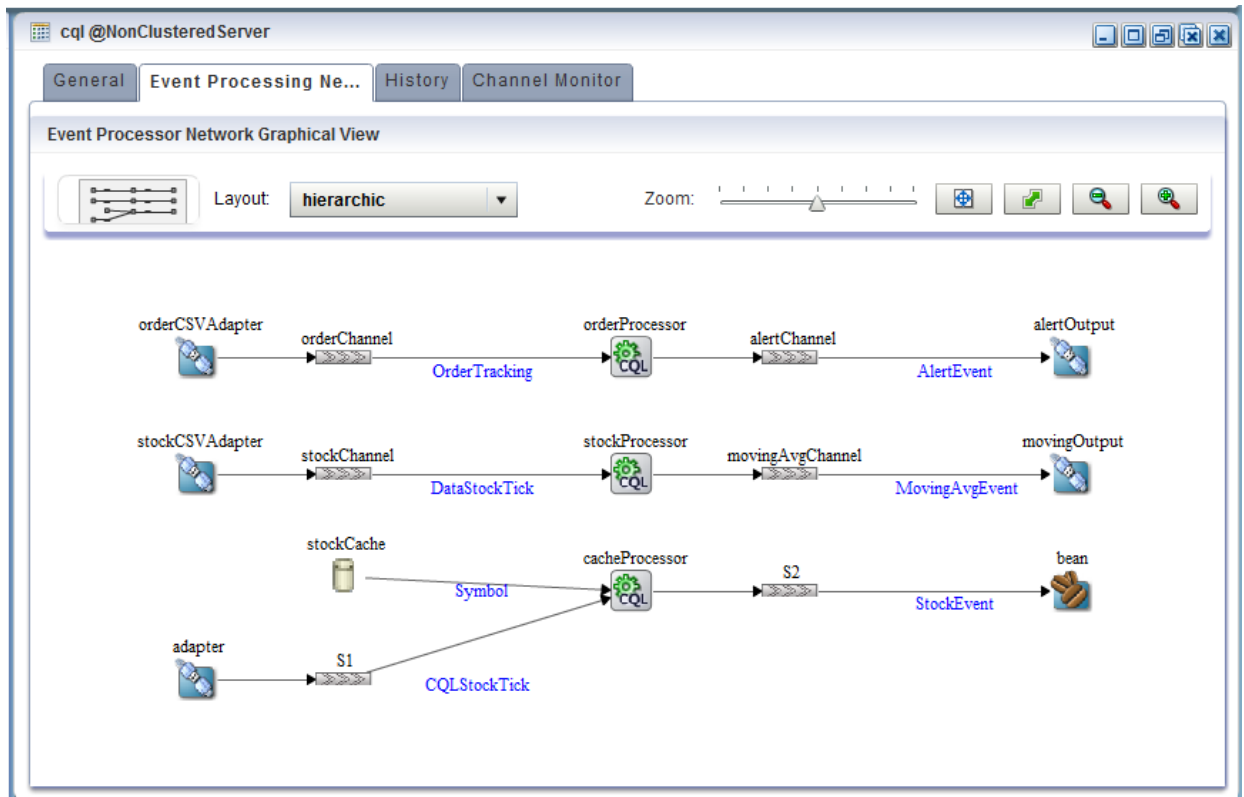 cql @NonClusteredServer
General Event Processing Ne... History Channel Monitor
Event Processor Network Graphical View
Layout: hierarchic Zoom:
orderCSVAdapter orderChannel orderProcessor alertChannel alertOutput
CQL
OrderTracking AlertEvent
stockCSVAdapter stockChannel stockProcessor movingAvgChannel movingOutput
CQL
DataStockTick MovingAvgEvent
stockCache cacheProcessor S2 bean
CQL
Symbol StockEvent
adapter S1
CQLStockTick